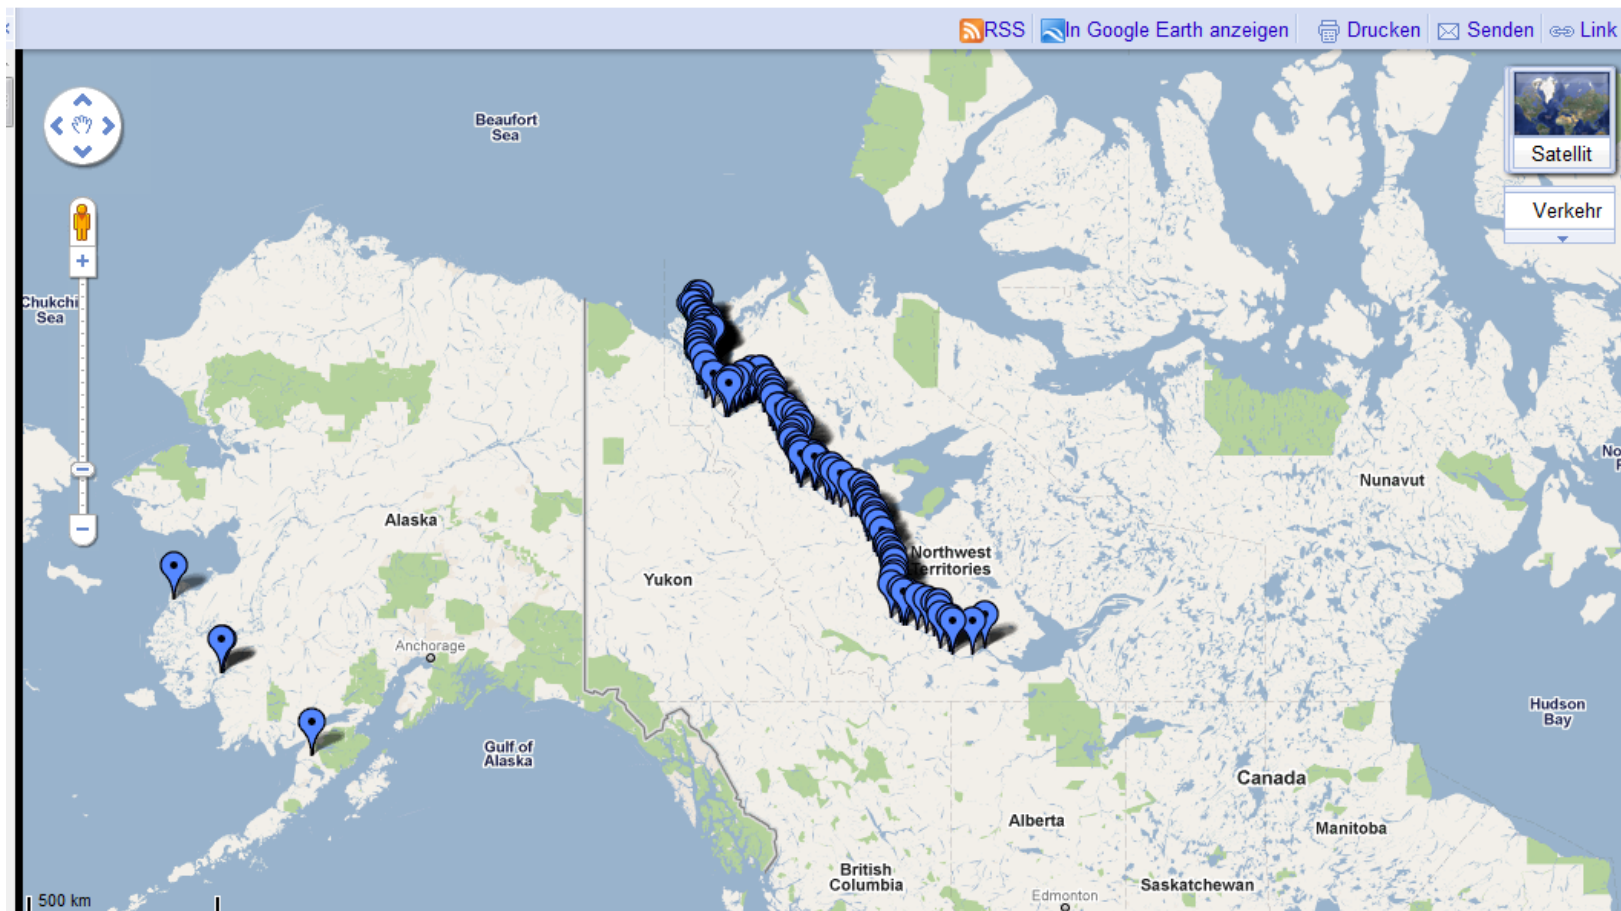 RSS In Google Earth anzeigen Drucken Senden Link
Beaufort
Sea
Satellit
Verkehr
Chukchi
Sea
Nunavut
Alaska
Northwest
Territories
Yukon
Anchorage
Hudson
Bay
Gulf of
Alaska
Canada
Alberta
Manitoba
British
Columbia
Saskatchewan
Edmonton
500 km